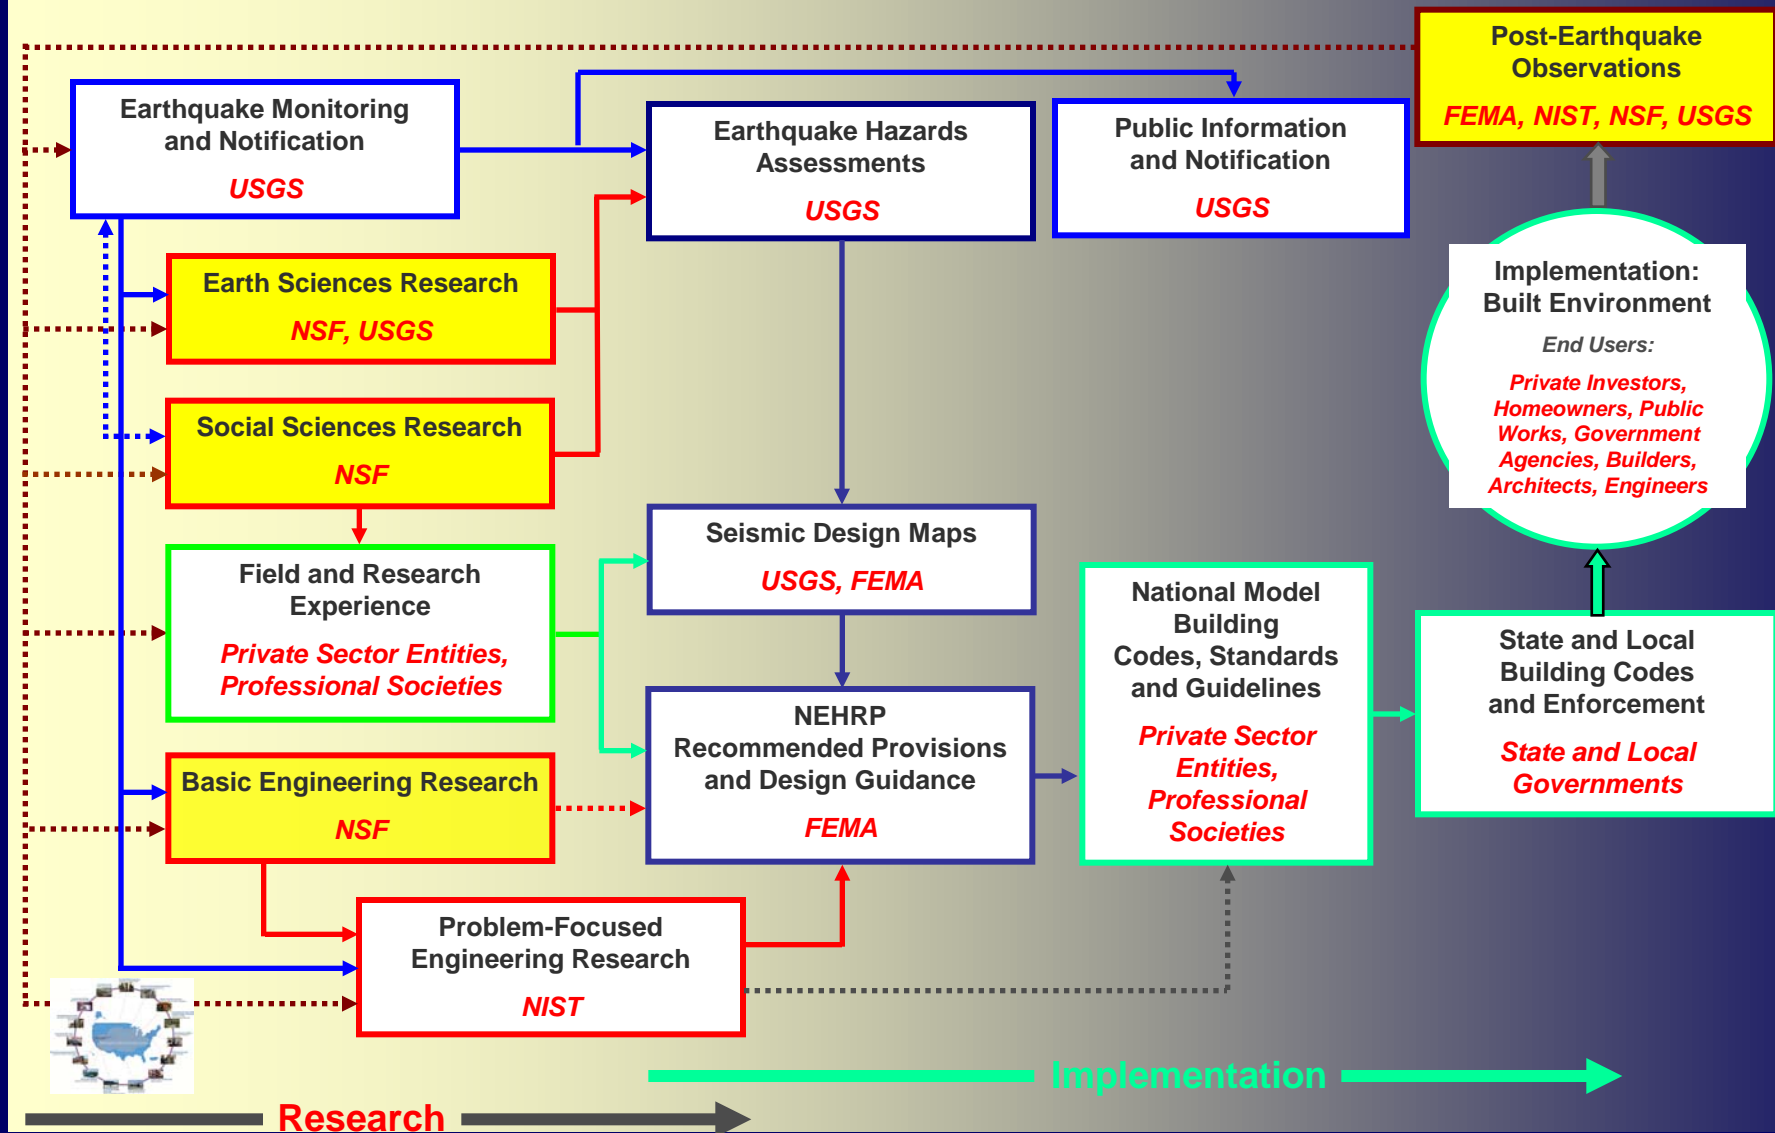 Post-Earthquake
Observations
FEMA, NIST, NSF, USGS
Earthquake Monitoring
and Notification
USGS
Earthquake Hazards
Assessments
USGS
Public Information
and Notification
USGS
Earth Sciences Research
NSF, USGS
Implementation:
Built Environment
End Users:
Private Investors,
Homeowners, Public
Works, Government
Agencies, Builders,
Architects, Engineers
Social Sciences Research
NSF
Field and Research
Experience
Private Sector Entities,
Professional Societies
Seismic Design Maps
USGS, FEMA
National Model
Building
Codes, Standards
and Guidelines
Private Sector
Entities,
Professional
Societies
State and Local
Building Codes
and Enforcement
State and Local
Governments
NEHRP
Recommended Provisions
and Design Guidance
FEMA
Basic Engineering Research
NSF
Problem-Focused
Engineering Research
NIST
Implementation
Research